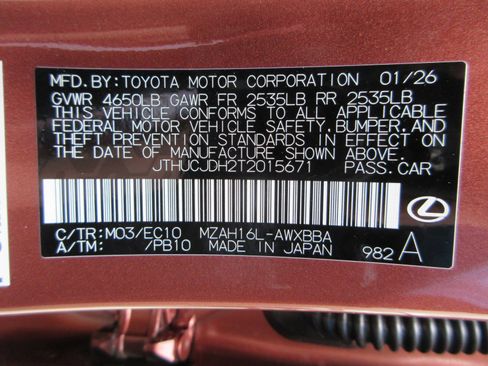 MFD.BY:TOYOTA MOTOR CORPORATION 01/26
GVWR 4650LB GAWR FR 2535LB RR 2535LB
THIS VEHICLE CONFORMS TO ALL APPLICABLE
FEDERAL MOTOR VEHICLE SAFETY,BUMPER,AND
THEFT PREVENTION STANDARDS IN EFFECT ON
THE DATE OF MANUFACTURE SHOWN ABOVE.
JTHUCJDH2T2015671 PASS.CAR
C/TR:M03/EC10 MZAH16L-AWXBBA
A/TM: /PB10 MADE IN JAPAN 982 A